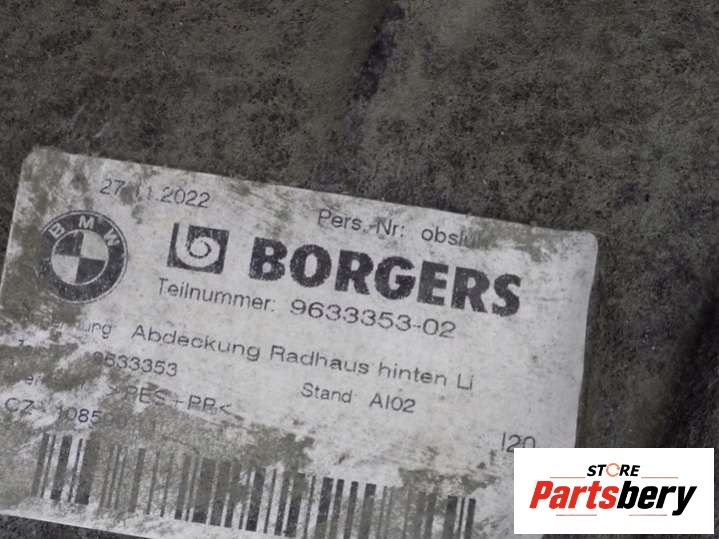 27.11.2022
Pers.-Nr:
BMW
BORGERS
Teilnummer: 9633353-02
Abdeckung Radhaus hinten Li
9633353
Stand AI02
>PES+PP<
CZ
I20
STORE
Partsbery